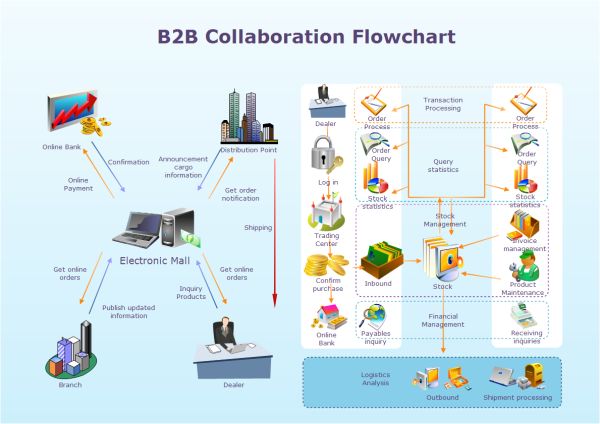 B2B Collaboration Flowchart
Online Bank
Distribution Point
Confirmation
Announcement
cargo
information
Online
Payment
Get order
notification
Shipping
Electronic Mall
Get online
orders
Get online
orders
Inquiry
Products
Publish updated
information
Branch
Dealer
Dealer
Log in
Trading
Center
Confirm
purchase
Online
Bank
Order
Process
Transaction
Processing
Order
Process
Order
Query
Query
statistics
Order
Query
Stock
statistics
Stock
statistics
Stock
Management
Invoice
management
Inbound
Stock
Product
Maintenance
Payables
inquiry
Financial
Management
Receiving
inquiries
Logistics
Analysis
Outbound
Shipment processing